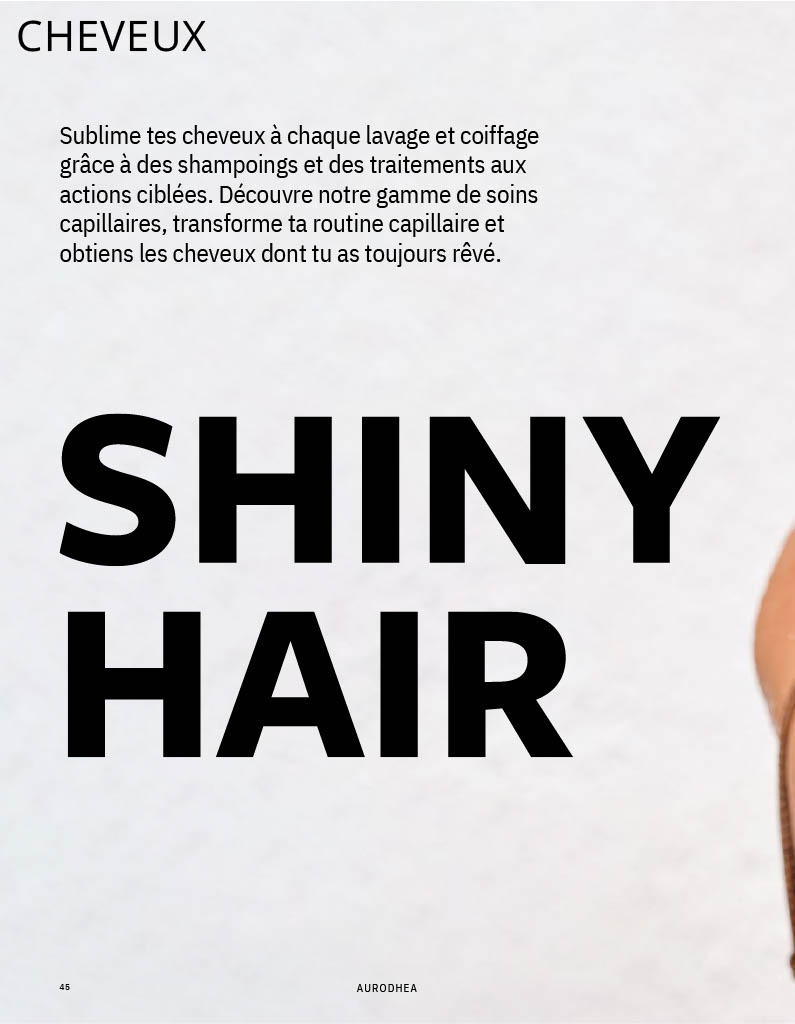 CHEVEUX
Sublime tes cheveux à chaque lavage et coiffage
grâce à des shampoings et des traitements aux
actions ciblées. Découvre notre gamme de soins
capillaires, transforme ta routine capillaire et
obtiens les cheveux dont tu as toujours rêvé.
SHINY
HAIR
45
AURODHEA